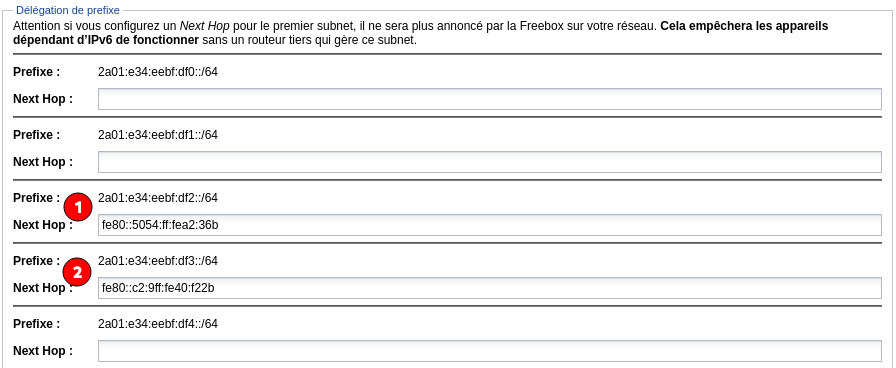 Délégation de prefixe
Attention si vous configurez un Next Hop pour le premier subnet, il ne sera plus annoncé par la Freebox sur votre réseau. Cela empêchera les appareils
dépendant d'IPv6 de fonctionner sans un routeur tiers qui gère ce subnet.
Prefixe : 2a01:e34:eebf:df0::/64
Next Hop :
Prefixe : 2a01:e34:eebf:df1::/64
Next Hop :
Prefixe : 2a01:e34:eebf:df2::/64
1
Next Hop : fe80::5054:ff:fea2:36b
Prefixe : 2a01:e34:eebf:df3::/64
2
Next Hop : fe80::c2:9ff:fe40:f22b
Prefixe : 2a01:e34:eebf:df4::/64
Next Hop :